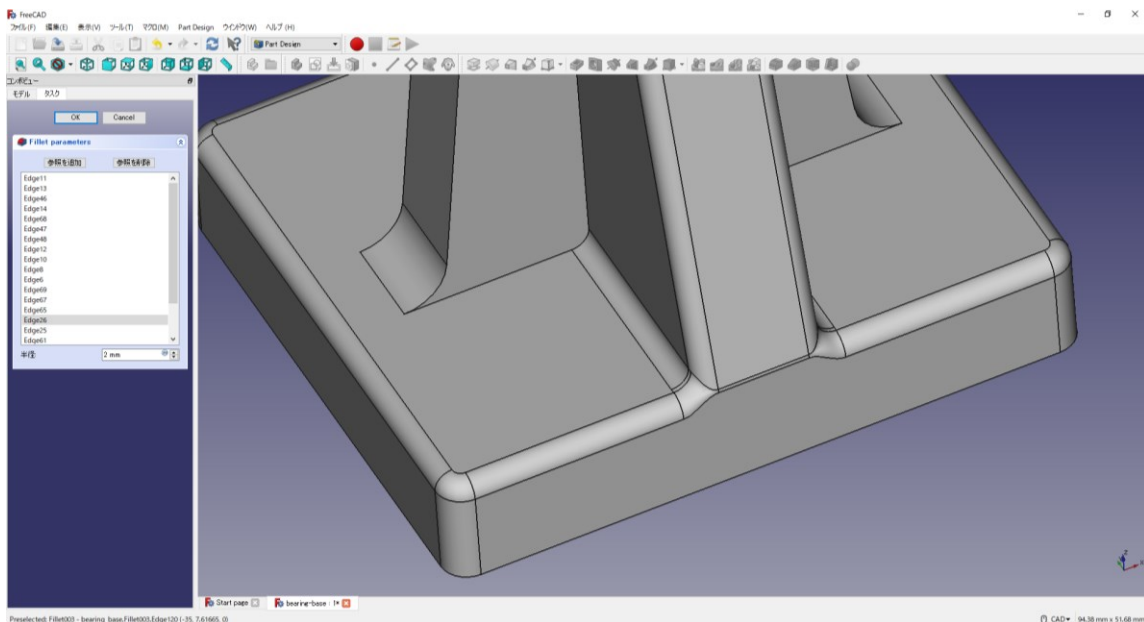 FreeCAD
ファイル(F) 編集(E) 表示(V) ツール(T) マクロ(M) Part Design ウインドウ(W) ヘルプ(H)
Part Design
コンボビュー
モデル タスク
OK Cancel
Fillet parameters
参照を追加 参照を削除
Edge11
Edge13
Edge46
Edge14
Edge68
Edge47
Edge48
Edge12
Edge10
Edge8
Edge6
Edge69
Edge67
Edge65
Edge26
Edge25
Edge61
半径 2 mm
Z
X
Start page bearing-base : 1*
Preselected: Fillet003 - bearing_base.Fillet003.Edge120 (-35, 7.61665, 0) CAD 94.38 mm x 51.68 mm